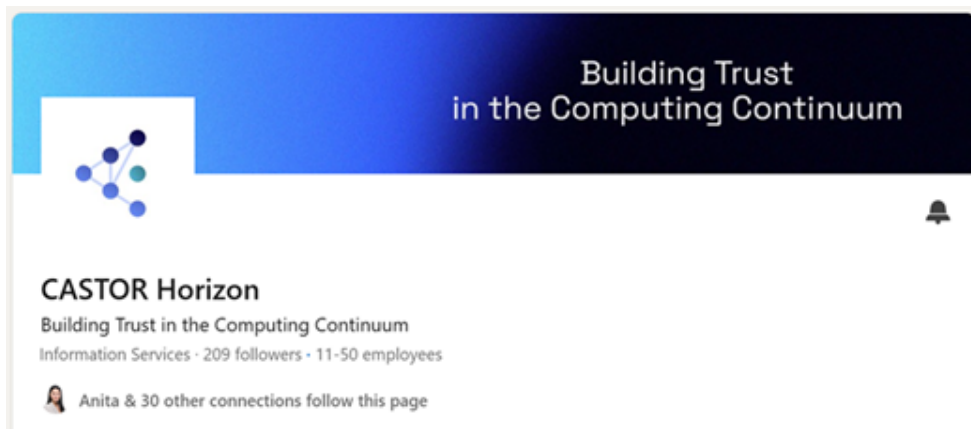 Building Trust
in the Computing Continuum
CASTOR Horizon
Building Trust in the Computing Continuum
Information Services · 209 followers · 11-50 employees
Anita & 30 other connections follow this page